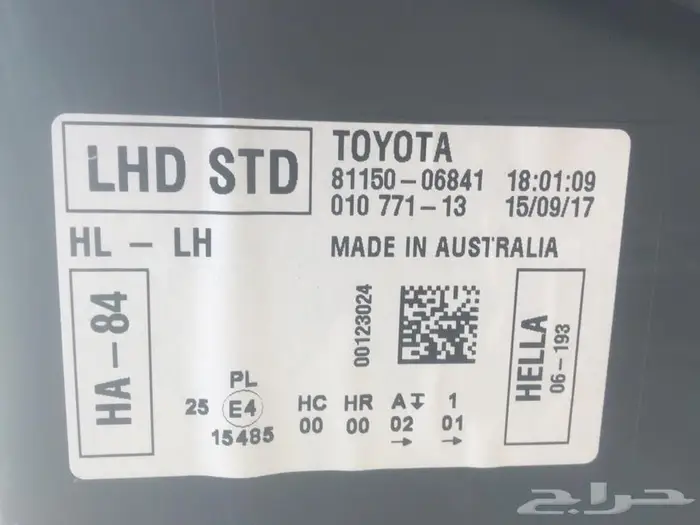 LHD STD
TOYOTA
81150-06841 18:01:09
010 771-13 15/09/17
HL - LH
MADE IN AUSTRALIA
HA-84
00123024
HELLA
06-193
PL
25 E4
15485
HC HR A 1
00 00 02 01
حراج